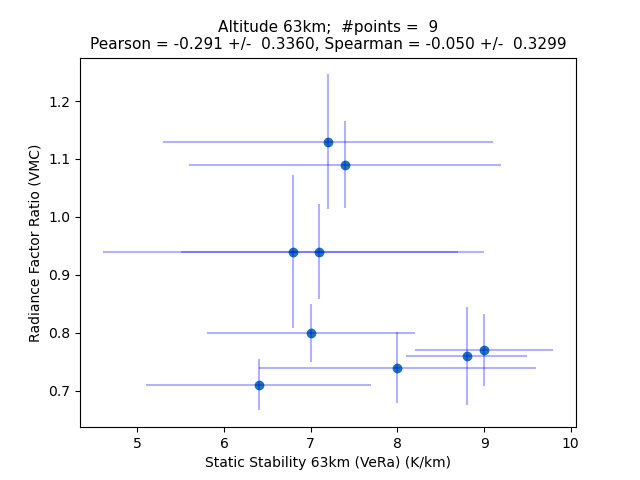 Altitude 63km;  #points =  9
Pearson = -0.291 +/-  0.3360, Spearman = -0.050 +/-  0.3299
1.2
1.1
1.0
0.9
0.8
0.7
Radiance Factor Ratio (VMC)
5 6 7 8 9 10
Static Stability 63km (VeRa) (K/km)